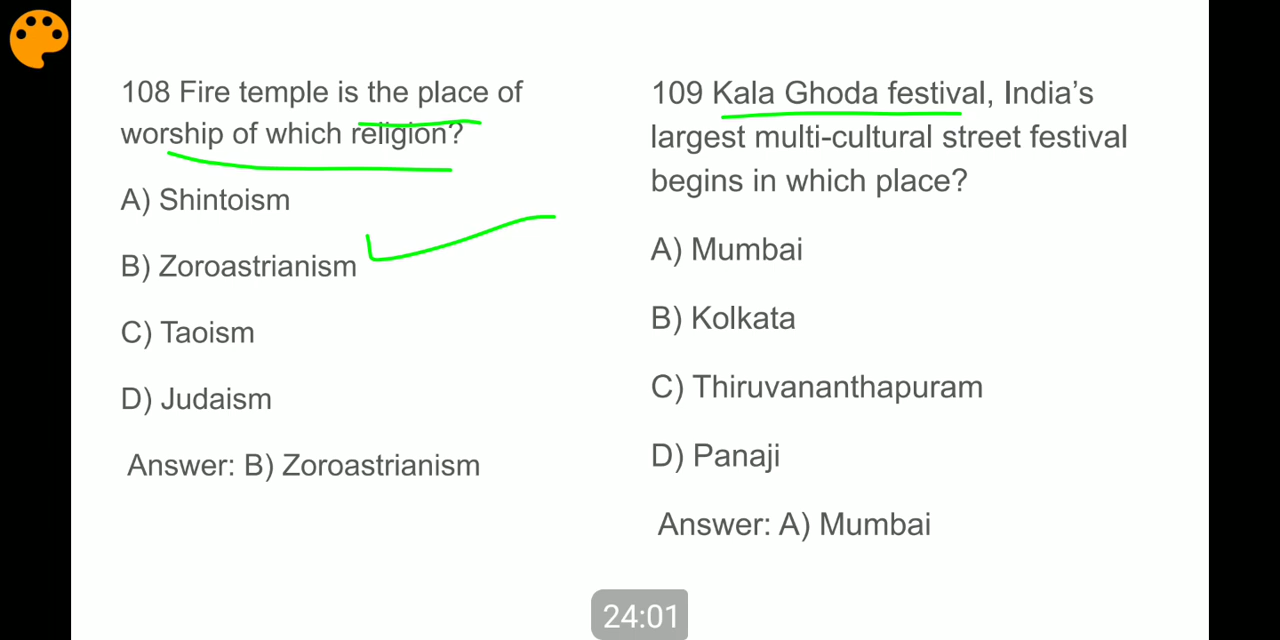 108 Fire temple is the place of
worship of which religion?
A) Shintoism
B) Zoroastrianism
C) Taoism
D) Judaism
Answer: B) Zoroastrianism
109 Kala Ghoda festival, India’s
largest multi-cultural street festival
begins in which place?
A) Mumbai
B) Kolkata
C) Thiruvananthapuram
D) Panaji
Answer: A) Mumbai
24:01